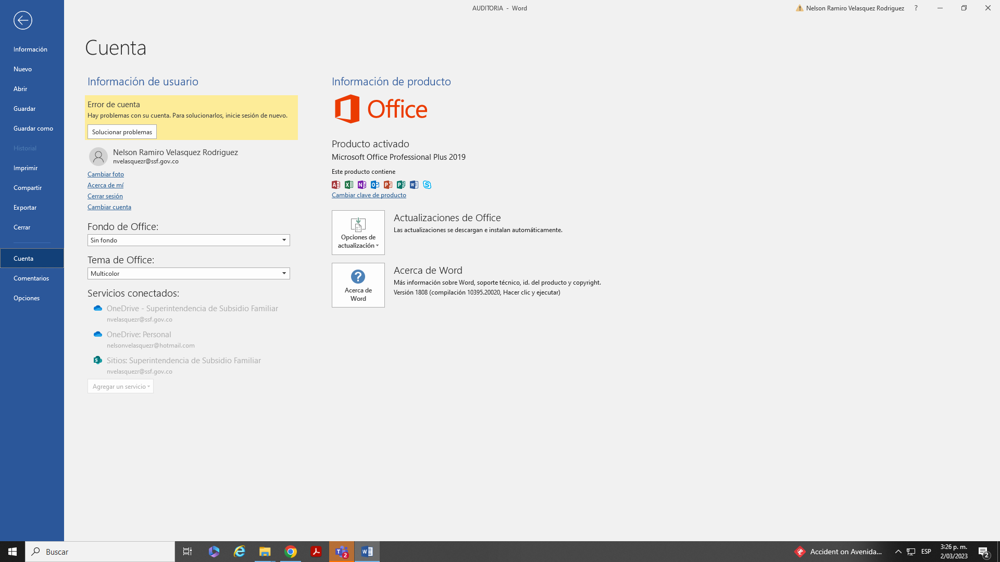 AUDITORIA - Word
Nelson Ramiro Velasquez Rodriguez
?
Información
Nuevo
Abrir
Guardar
Guardar como
Historial
Imprimir
Compartir
Exportar
Cerrar
Cuenta
Comentarios
Opciones
Cuenta
Información de usuario
Error de cuenta
Hay problemas con su cuenta. Para solucionarlos, inicie sesión de nuevo.
Solucionar problemas
Nelson Ramiro Velasquez Rodriguez
nvelasquezr@ssf.gov.co
Cambiar foto
Acerca de mí
Cerrar sesión
Cambiar cuenta
Fondo de Office:
Sin fondo
Tema de Office:
Multicolor
Servicios conectados:
OneDrive - Superintendencia de Subsidio Familiar
nvelasquezr@ssf.gov.co
OneDrive: Personal
nelsonvelasquezr@hotmail.com
Sitios: Superintendencia de Subsidio Familiar
nvelasquezr@ssf.gov.co
Agregar un servicio
Información de producto
Office
Producto activado
Microsoft Office Professional Plus 2019
Este producto contiene
Cambiar clave de producto
Opciones de
actualización
Actualizaciones de Office
Las actualizaciones se descargan e instalan automáticamente.
Acerca de
Word
Acerca de Word
Más información sobre Word, soporte técnico, id. del producto y copyright.
Versión 1808 (compilación 10395.20020, Hacer clic y ejecutar)
Buscar
2
Accident on Avenida...
ESP
3:26 p. m.
2/03/2023
2